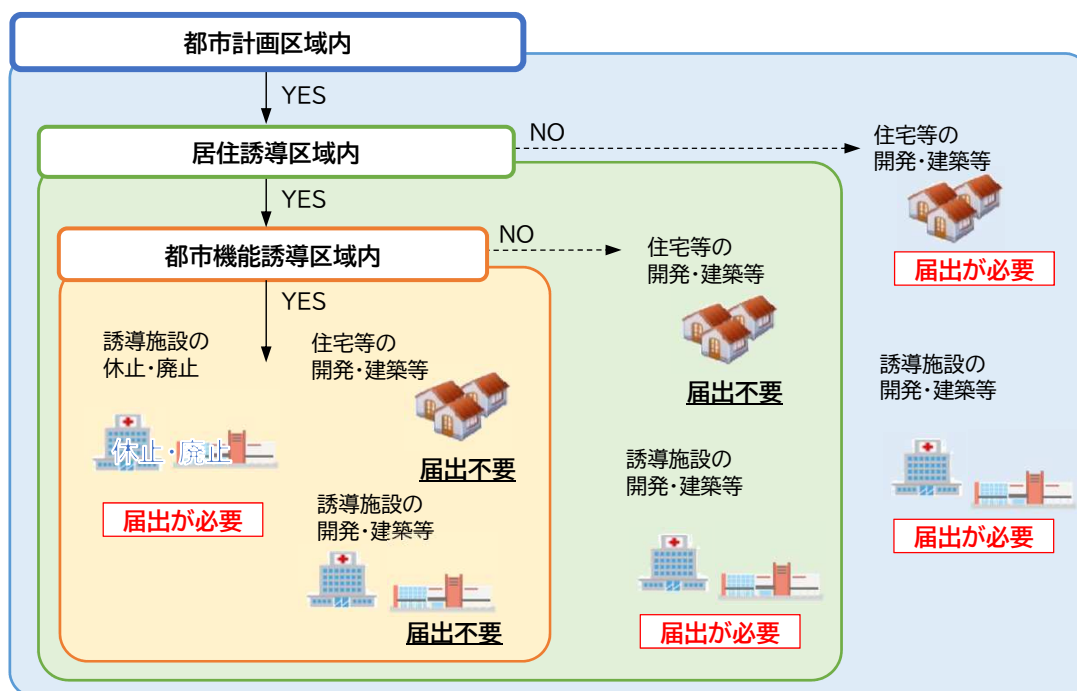 都市計画区域内
YES
居住誘導区域内
NO
住宅等の
開発・建築等
届出が必要
YES
都市機能誘導区域内
NO
住宅等の
開発・建築等
届出不要
YES
誘導施設の
休止・廃止
休止・廃止
届出が必要
住宅等の
開発・建築等
届出不要
誘導施設の
開発・建築等
届出不要
誘導施設の
開発・建築等
届出が必要
誘導施設の
開発・建築等
届出が必要